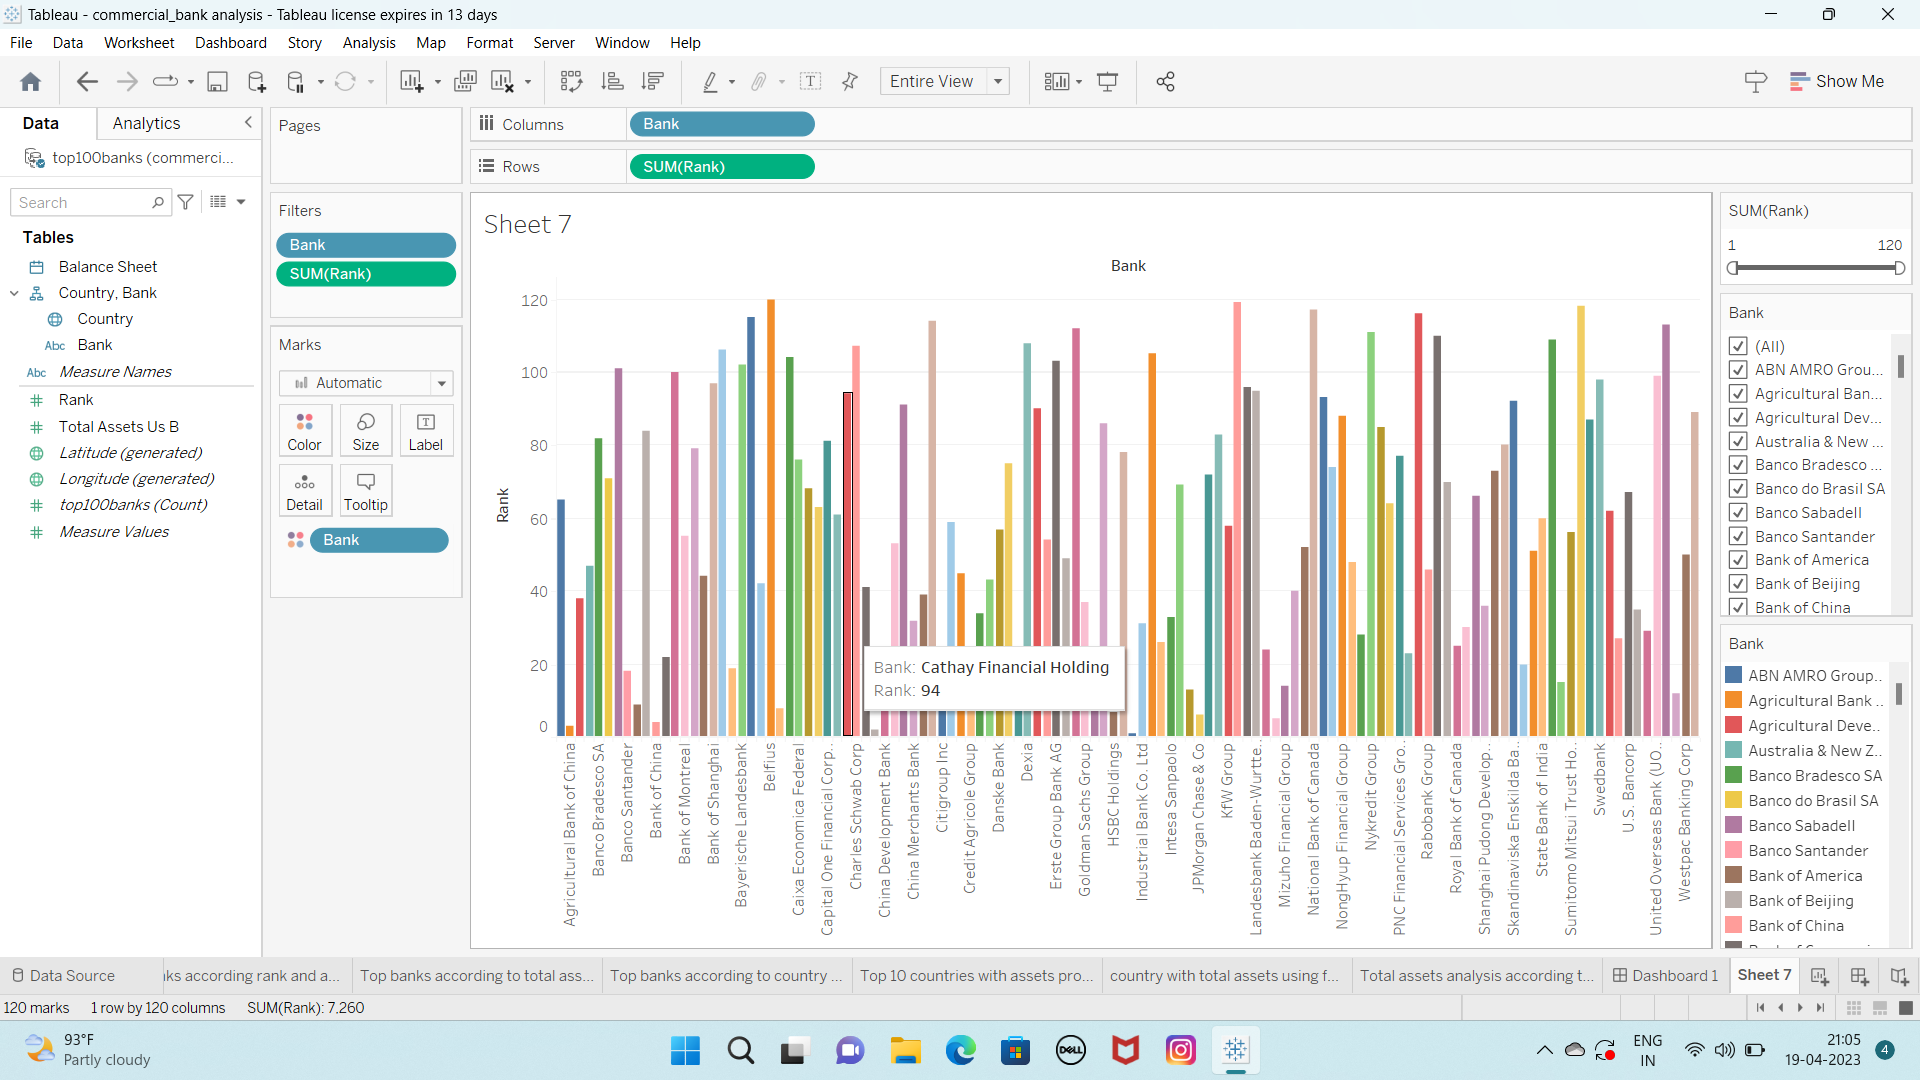 Tableau - commercial_bank analysis - Tableau license expires in 13 days
File Data Worksheet Dashboard Story Analysis Map Format Server Window Help
Entire View
Show Me
Data
Analytics
top100banks (commerci...
Search
Tables
Balance Sheet
Country, Bank
Country
Abc Bank
Abc Measure Names
Rank
Total Assets Us B
Latitude (generated)
Longitude (generated)
top100banks (Count)
Measure Values
Pages
Filters
Bank
SUM(Rank)
Marks
Automatic
Color
Size
Label
Detail
Tooltip
Bank
Columns
Bank
Rows
SUM(Rank)
Sheet 7
Bank
Rank
120
100
80
60
40
20
0
Bank: Cathay Financial Holding
Rank: 94
Agricultural Bank of China
Banco Bradesco SA
Banco Santander
Bank of China
Bank of Montreal
Bank of Shanghai
Bayerische Landesbank
Belfius
Caixa Economica Federal
Capital One Financial Corp..
Charles Schwab Corp
China Development Bank
China Merchants Bank
Citigroup Inc
Credit Agricole Group
Danske Bank
Dexia
Erste Group Bank AG
Goldman Sachs Group
HSBC Holdings
Industrial Bank Co. Ltd
Intesa Sanpaolo
JPMorgan Chase & Co
KfW Group
Landesbank Baden-Wurtte..
Mizuho Financial Group
National Bank of Canada
NongHyup Financial Group
Nykredit Group
PNC Financial Services Gro..
Rabobank Group
Royal Bank of Canada
Shanghai Pudong Develop..
Skandinaviska Enskilda Ba..
State Bank of India
Sumitomo Mitsui Trust Ho..
Swedbank
U.S. Bancorp
United Overseas Bank (UO..
Westpac Banking Corp
SUM(Rank)
1 120
Bank
(All)
ABN AMRO Grou...
Agricultural Ban...
Agricultural Dev...
Australia & New ...
Banco Bradesco ...
Banco do Brasil SA
Banco Sabadell
Banco Santander
Bank of America
Bank of Beijing
Bank of China
Bank
ABN AMRO Group..
Agricultural Bank ..
Agricultural Deve..
Australia & New Z..
Banco Bradesco SA
Banco do Brasil SA
Banco Sabadell
Banco Santander
Bank of America
Bank of Beijing
Bank of China
Data Source
ks according rank and a...
Top banks according to total ass...
Top banks according to country ...
Top 10 countries with assets pro...
country with total assets using f...
Total assets analysis according t...
Dashboard 1
Sheet 7
120 marks 1 row by 120 columns SUM(Rank): 7,260
93°F
Partly cloudy
DELL
ENG
IN
21:05
19-04-2023
4